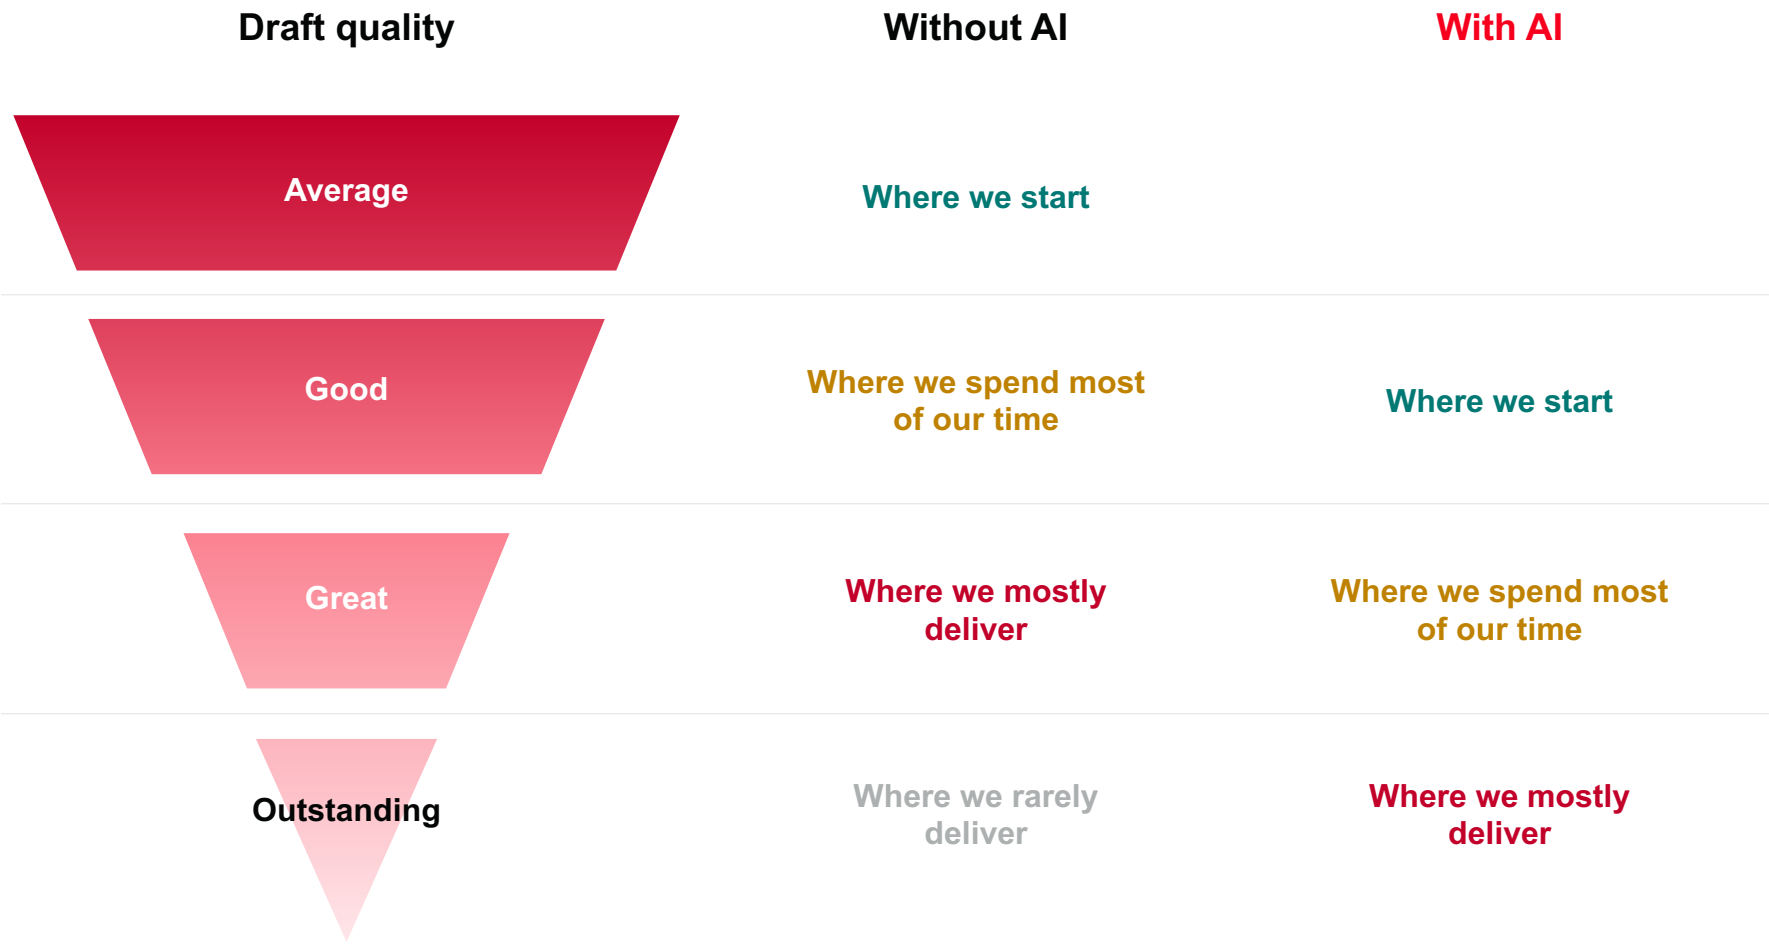 Draft quality
Without AI
With AI
Average
Where we start
Good
Where we spend most
of our time
Where we start
Great
Where we mostly
deliver
Where we spend most
of our time
Outstanding
Where we rarely
deliver
Where we mostly
deliver